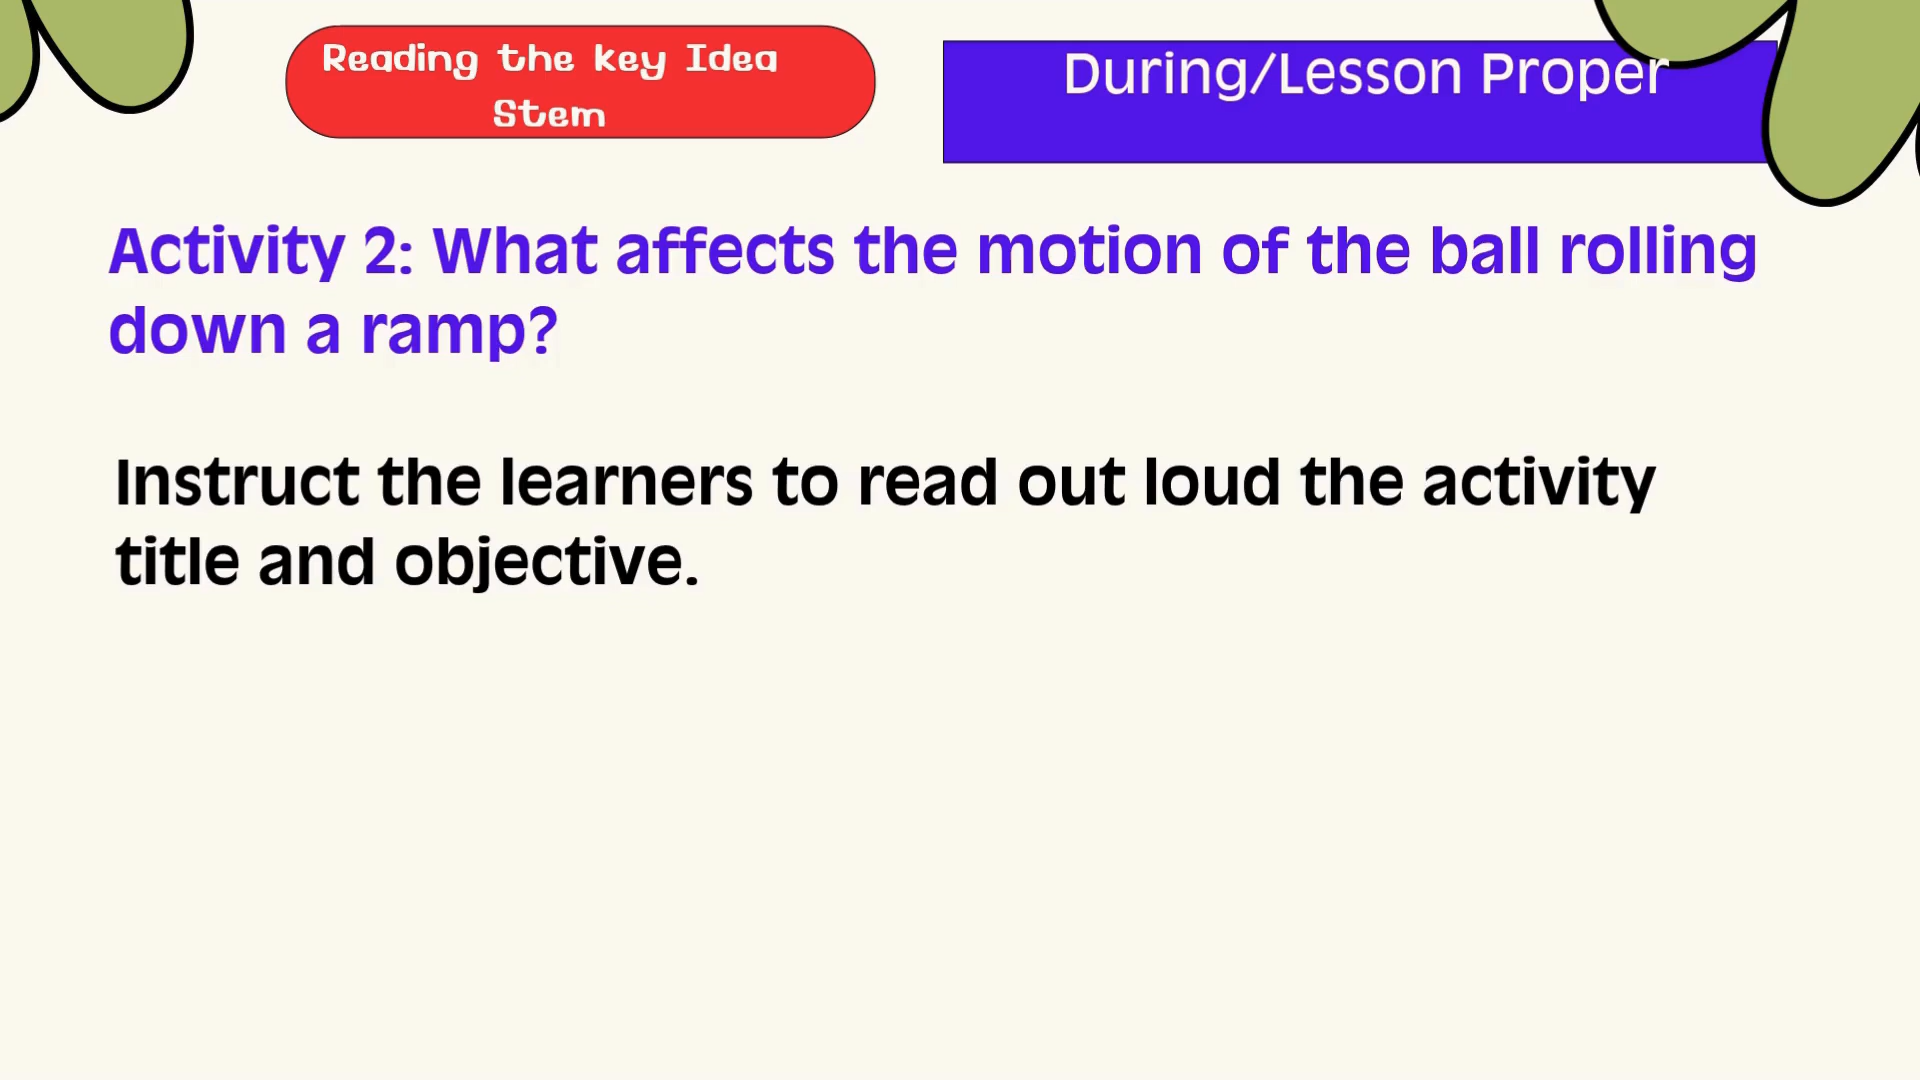 Reading the key Idea
Stem
During/Lesson Proper
Activity 2: What affects the motion of the ball rolling
down a ramp?
Instruct the learners to read out loud the activity
title and objective.